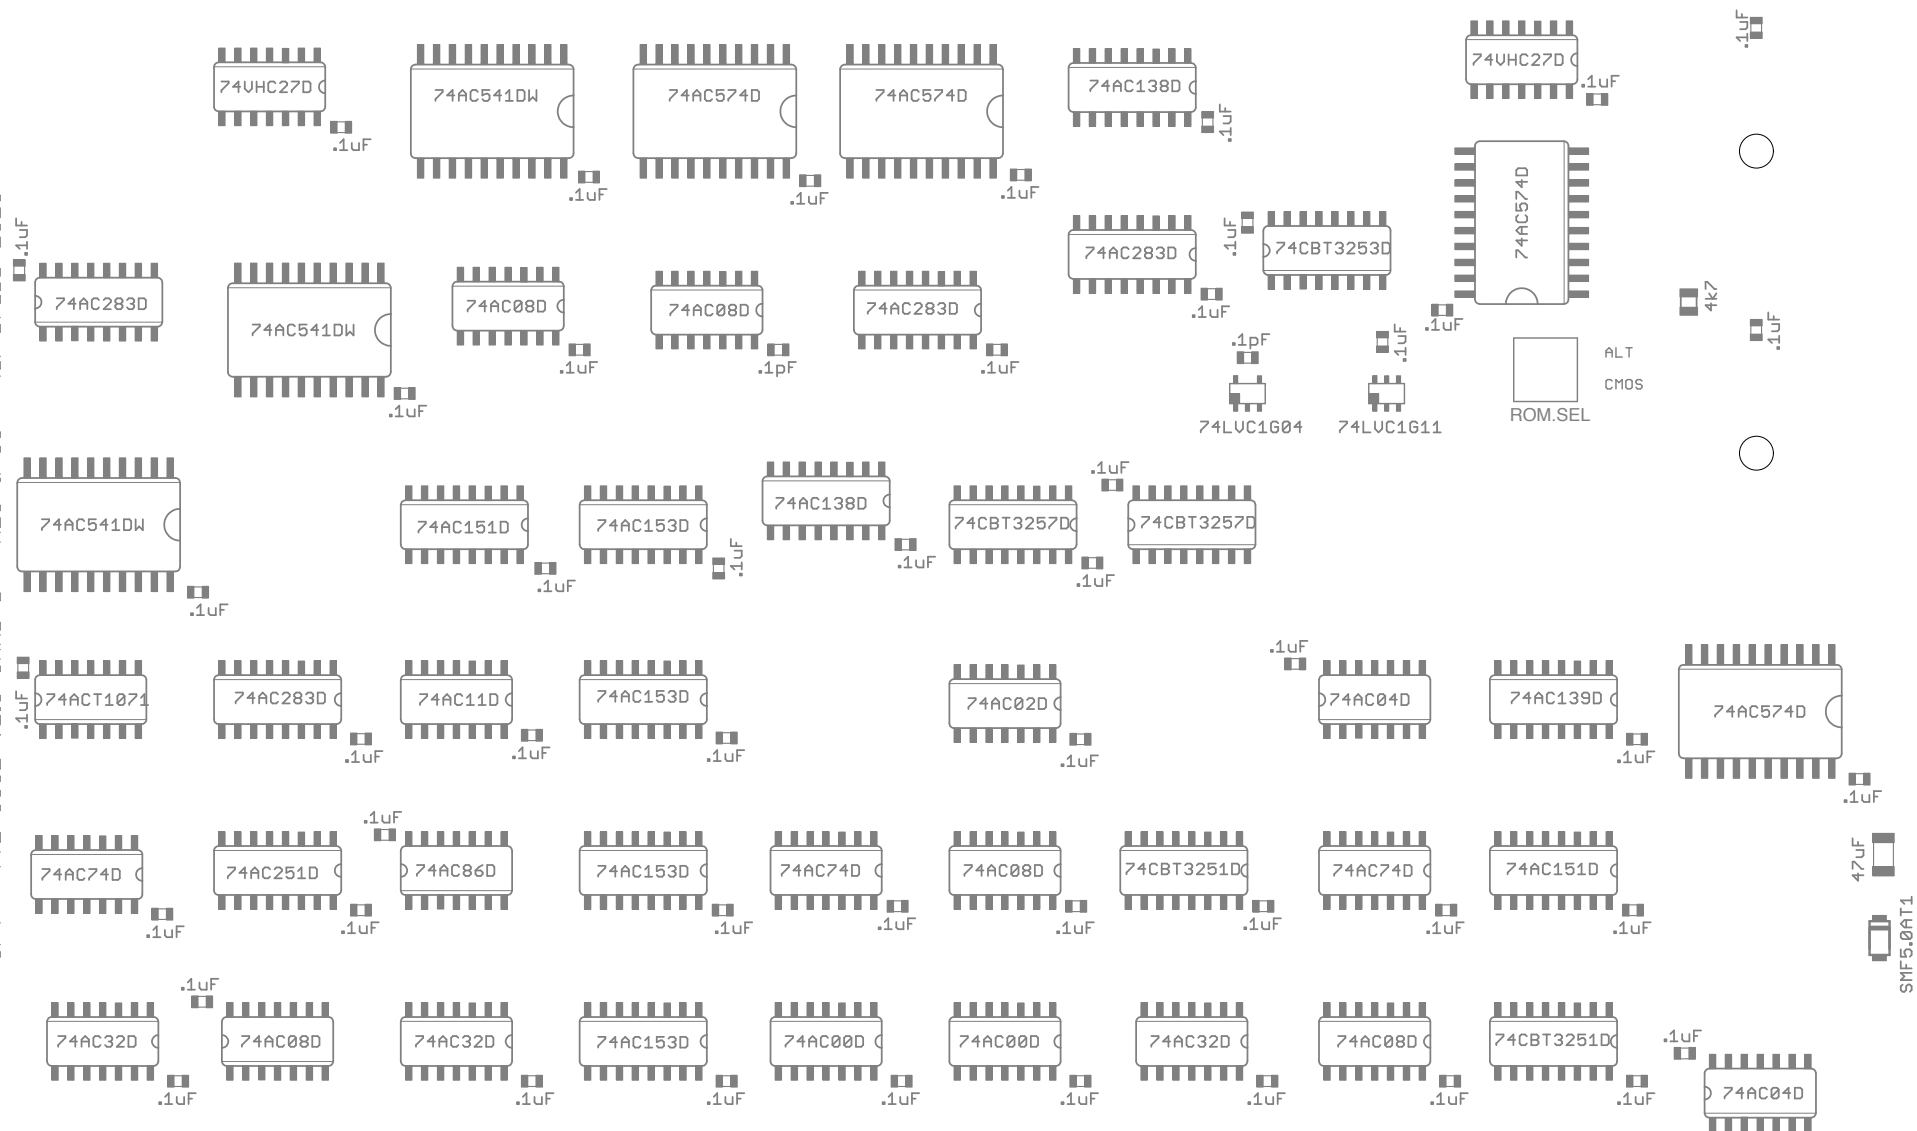 .1uF
74VHC27D
74AC541DW
74AC574D
74AC574D
74AC138D
74VHC27D
.1uF
.1uF
.1uF
.1uF
.1uF
.1uF
.1uF
74AC574D
.1uF
74AC283D
74AC541DW
74AC08D
74AC08D
74AC283D
74AC283D
.1uF
74CBT3253D
.1uF
.1uF
4k7
.1uF
.1uF
.1uF
.1pF
.1uF
.1pF
.1uF
ALT
CMOS
ROM.SEL
74LVC1G04
74LVC1G11
74AC541DW
74AC151D
74AC153D
74AC138D
74CBT3257D
.1uF
74CBT3257D
.1uF
.1uF
.1uF
.1uF
.1uF
.1uF
74ACT1071
74AC283D
74AC11D
74AC153D
74AC02D
.1uF
74AC04D
74AC139D
74AC574D
.1uF
.1uF
.1uF
.1uF
.1uF
.1uF
74AC74D
74AC251D
.1uF
74AC86D
74AC153D
74AC74D
74AC08D
74CBT3251D
74AC74D
74AC151D
47uF
.1uF
.1uF
.1uF
.1uF
.1uF
.1uF
.1uF
.1uF
SMF5.0AT1
74AC32D
.1uF
74AC08D
74AC32D
74AC153D
74AC00D
74AC00D
74AC32D
74AC08D
74CBT3251D
.1uF
74AC04D
.1uF
.1uF
.1uF
.1uF
.1uF
.1uF
.1uF
.1uF